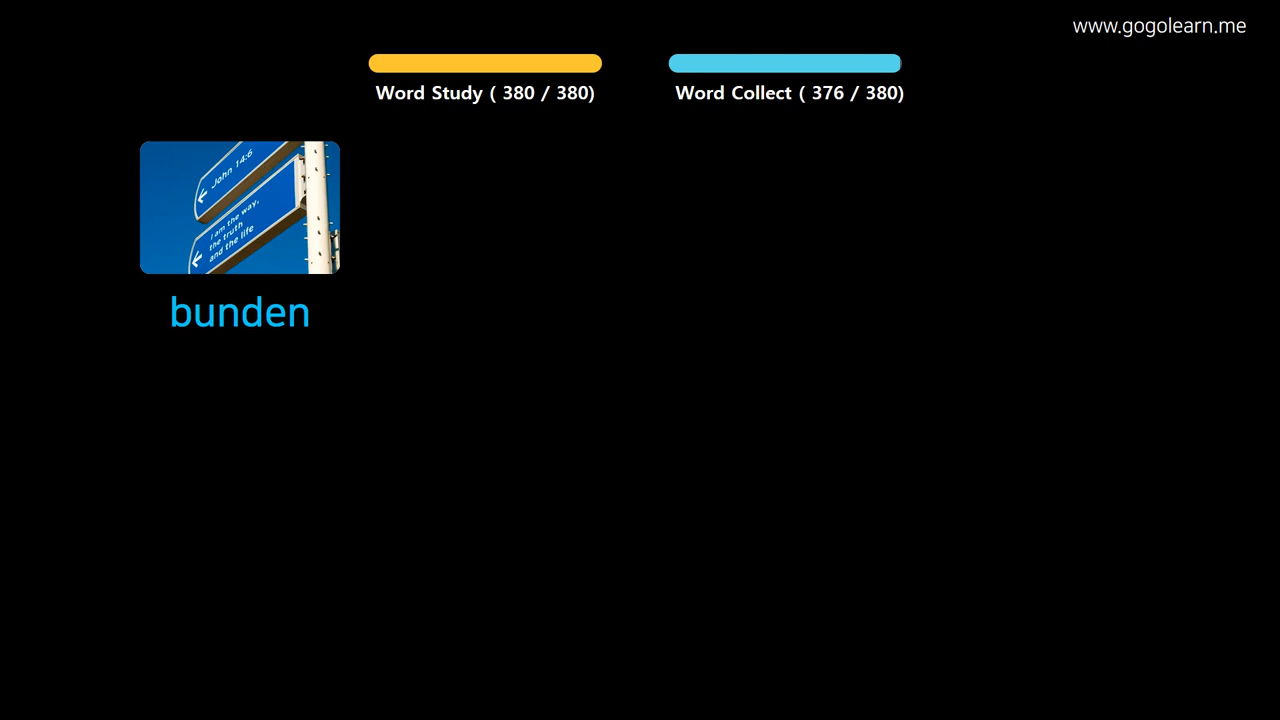 www.gogolearn.me
Word Study ( 380 / 380)
Word Collect ( 376 / 380)
John 14:6
I am the way,
the truth
and the life
bunden